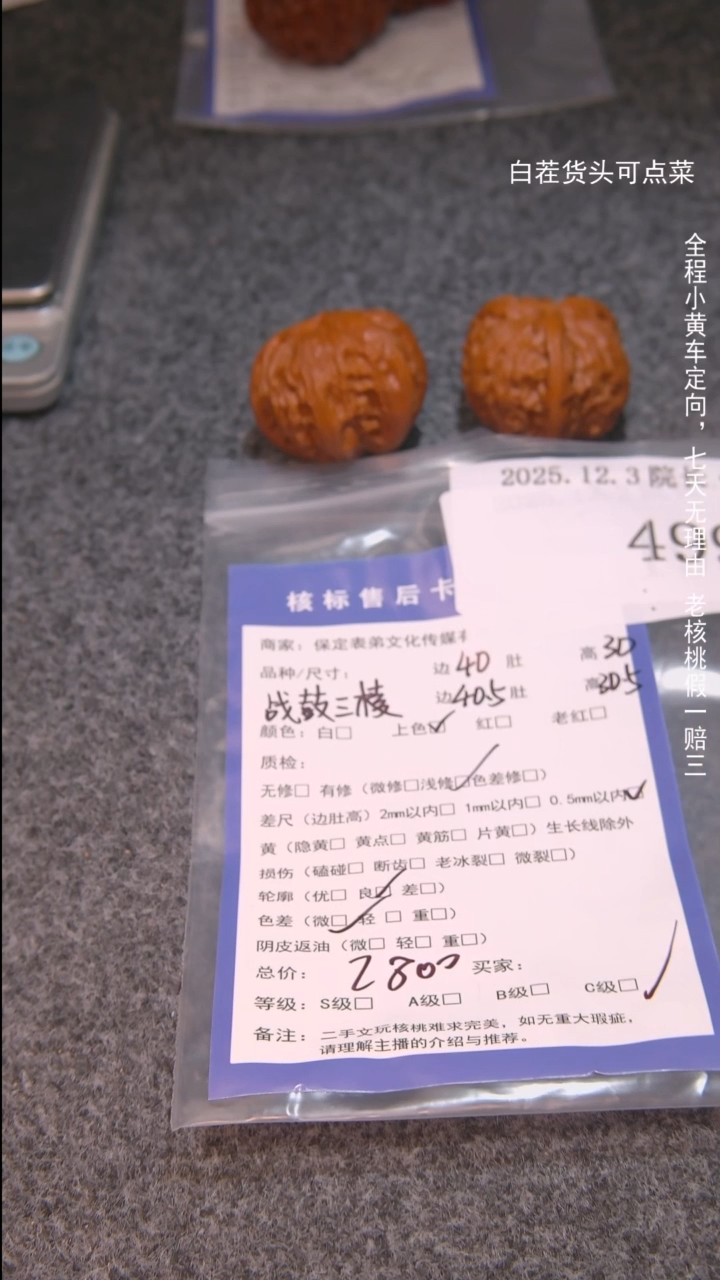 白茬货头可点菜
全程小黄车定向，七天无理由 老核桃假一赔三
2025.12.3 院
499
核标售后卡
商家：保定表弟文化传媒
品种/尺寸： 边40 肚 高30
战鼓三棱 边405肚 高305
颜色：白□ 上色☑ 红□ 老红□
质检：
无修□ 有修（微修□浅修□色差修□）
差尺（边肚高）2mm以内□ 1mm以内□ 0.5mm以内☑
黄（隐黄□ 黄点□ 黄筋□ 片黄□）生长线除外
损伤（磕碰□ 断齿□ 老冰裂□ 微裂□）
轮廓（优□ 良☑ 差□）
色差（微☑ 轻 □ 重□）
阴皮返油（微□ 轻□ 重□）
总价： 2800 买家：
等级：S级□ A级□ B级□ C级□✓
备注：二手文玩核桃难求完美，如无重大瑕疵，
请理解主播的介绍与推荐。